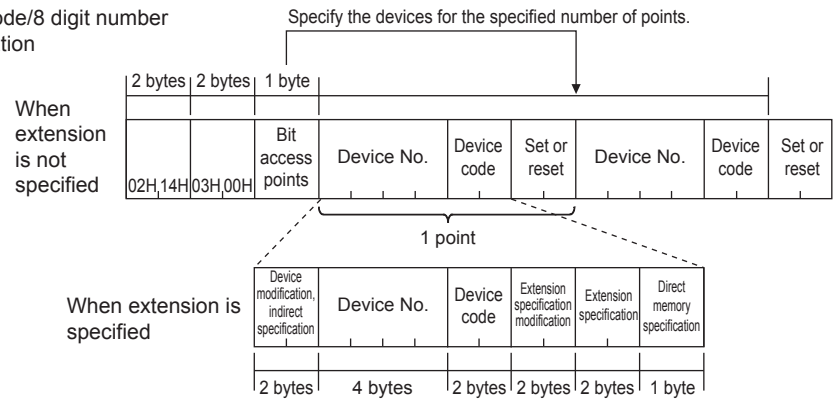 ode/8 digit number
tion
Specify the devices for the specified number of points.
2 bytes 2 bytes 1 byte
When
extension
is not
specified
02H 14H 03H 00H
Bit
access
points
Device No.
Device
code
Set or
reset
Device No.
Device
code
Set or
reset
1 point
When extension is
specified
Device
modification,
indirect
specification
Device No.
Device
code
Extension
specification
modification
Extension
specification
Direct
memory
specification
2 bytes 4 bytes 2 bytes 2 bytes 2 bytes 1 byte